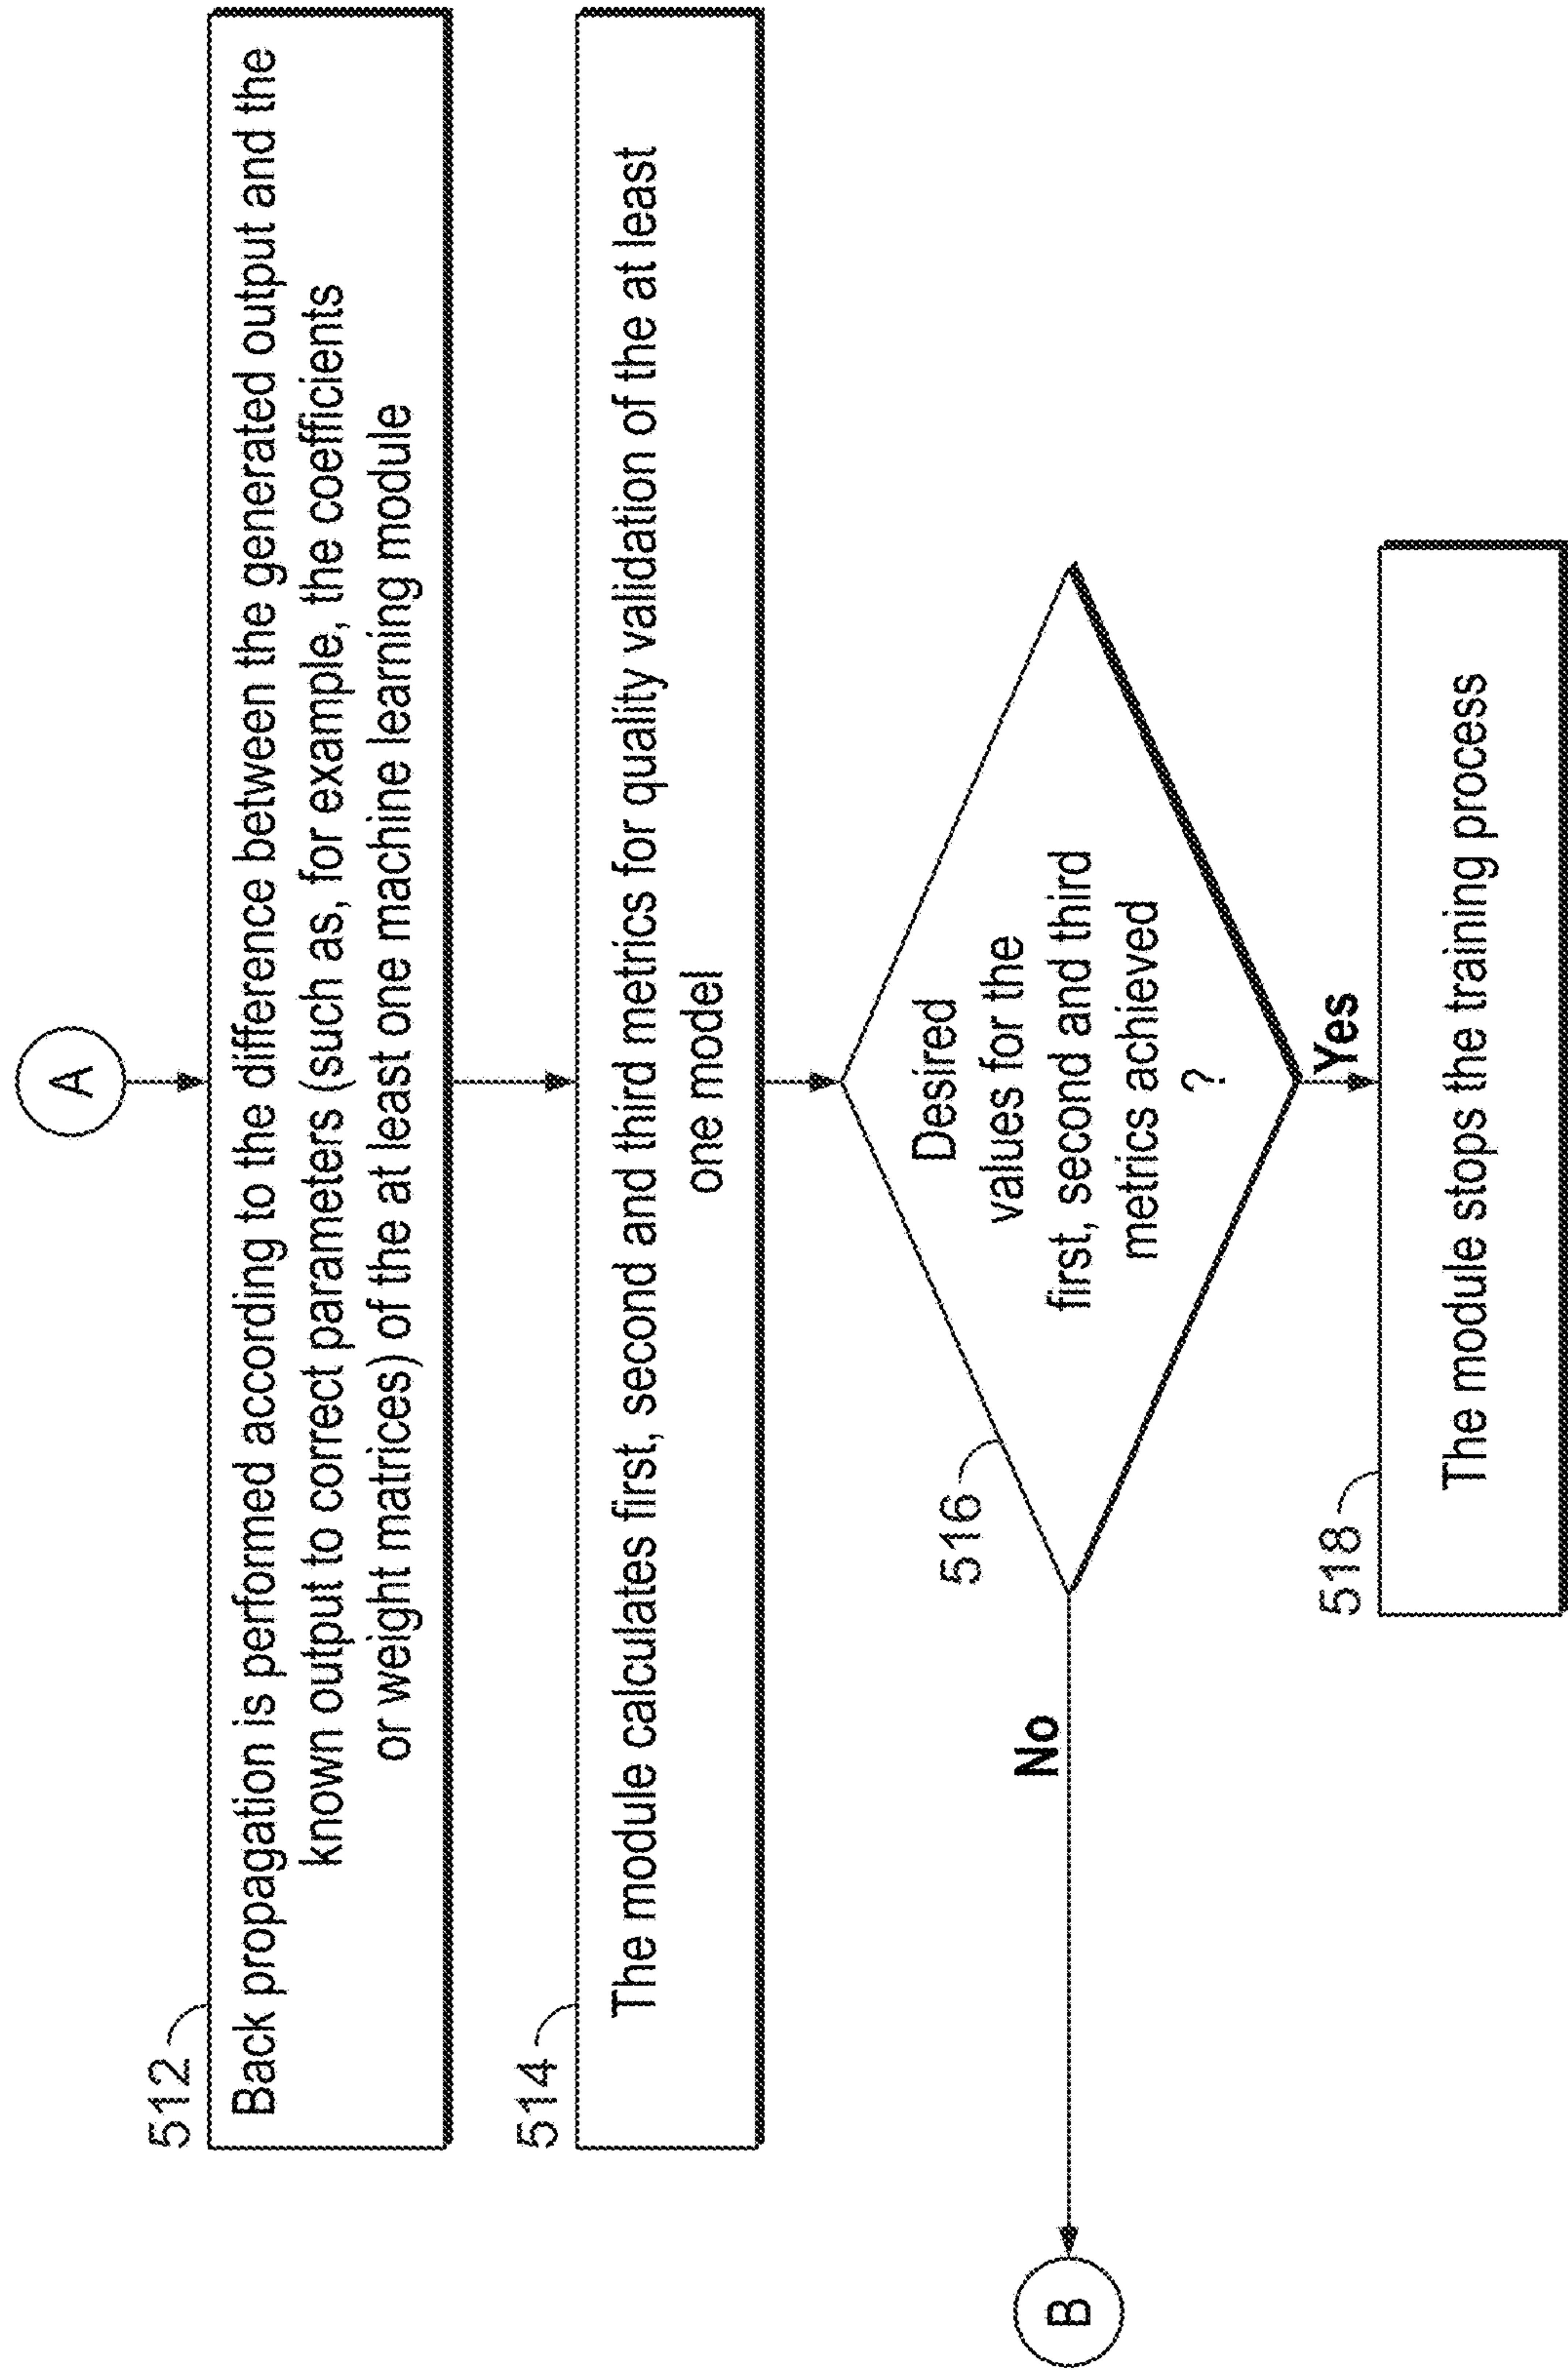 A
512
Back propagation is performed according to the difference between the generated output and the
known output to correct parameters (such as, for example, the coefficients
or weight matrices) of the at least one machine learning module
514
The module calculates first, second and third metrics for quality validation of the at least
one model
516
Desired
values for the
first, second and third
metrics achieved
?
No
B
Yes
518
The module stops the training process